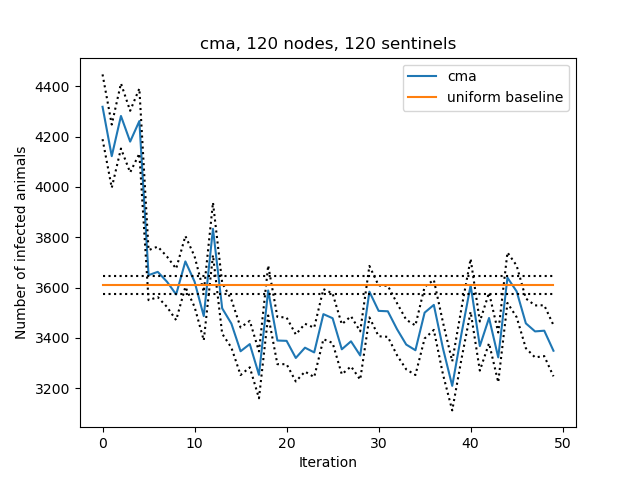 cma, 120 nodes, 120 sentinels
cma
uniform baseline
Number of infected animals
4400
4200
4000
3800
3600
3400
3200
0 10 20 30 40 50
Iteration